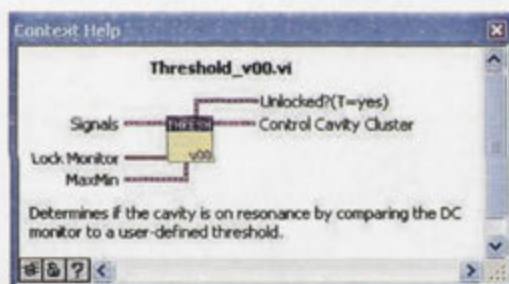 Context Help
Threshold_v00.vi
Unlocked?(T=yes)
Signals
THRESH
Control Cavity Cluster
Lock Monitor
v00
MaxMin
Determines if the cavity is on resonance by comparing the DC
monitor to a user-defined threshold.
?